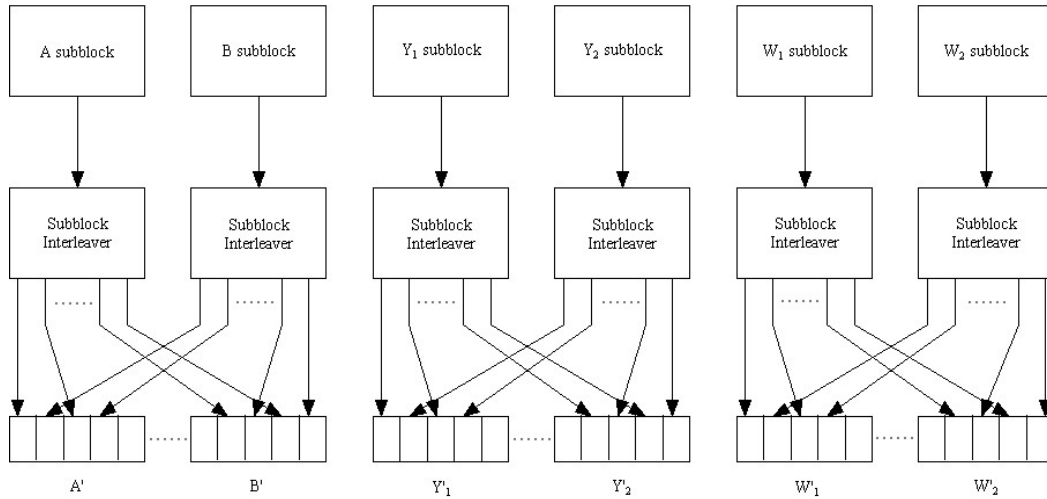 A subblock
B subblock
Y₁ subblock
Y₂ subblock
W₁ subblock
W₂ subblock
Subblock
Interleaver
Subblock
Interleaver
Subblock
Interleaver
Subblock
Interleaver
Subblock
Interleaver
Subblock
Interleaver
A'
B'
Y'₁
Y'₂
W'₁
W'₂